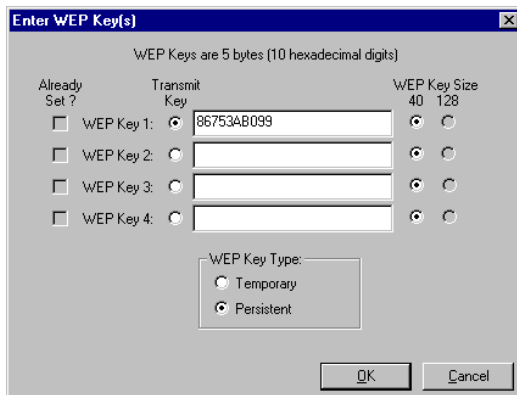 Enter WEP Key(s)
WEP Keys are 5 bytes (10 hexadecimal digits)
Already Transmit WEP Key Size
Set ? Key 40 128
WEP Key 1: 86753AB099
WEP Key 2:
WEP Key 3:
WEP Key 4:
WEP Key Type:
Temporary
Persistent
OK Cancel